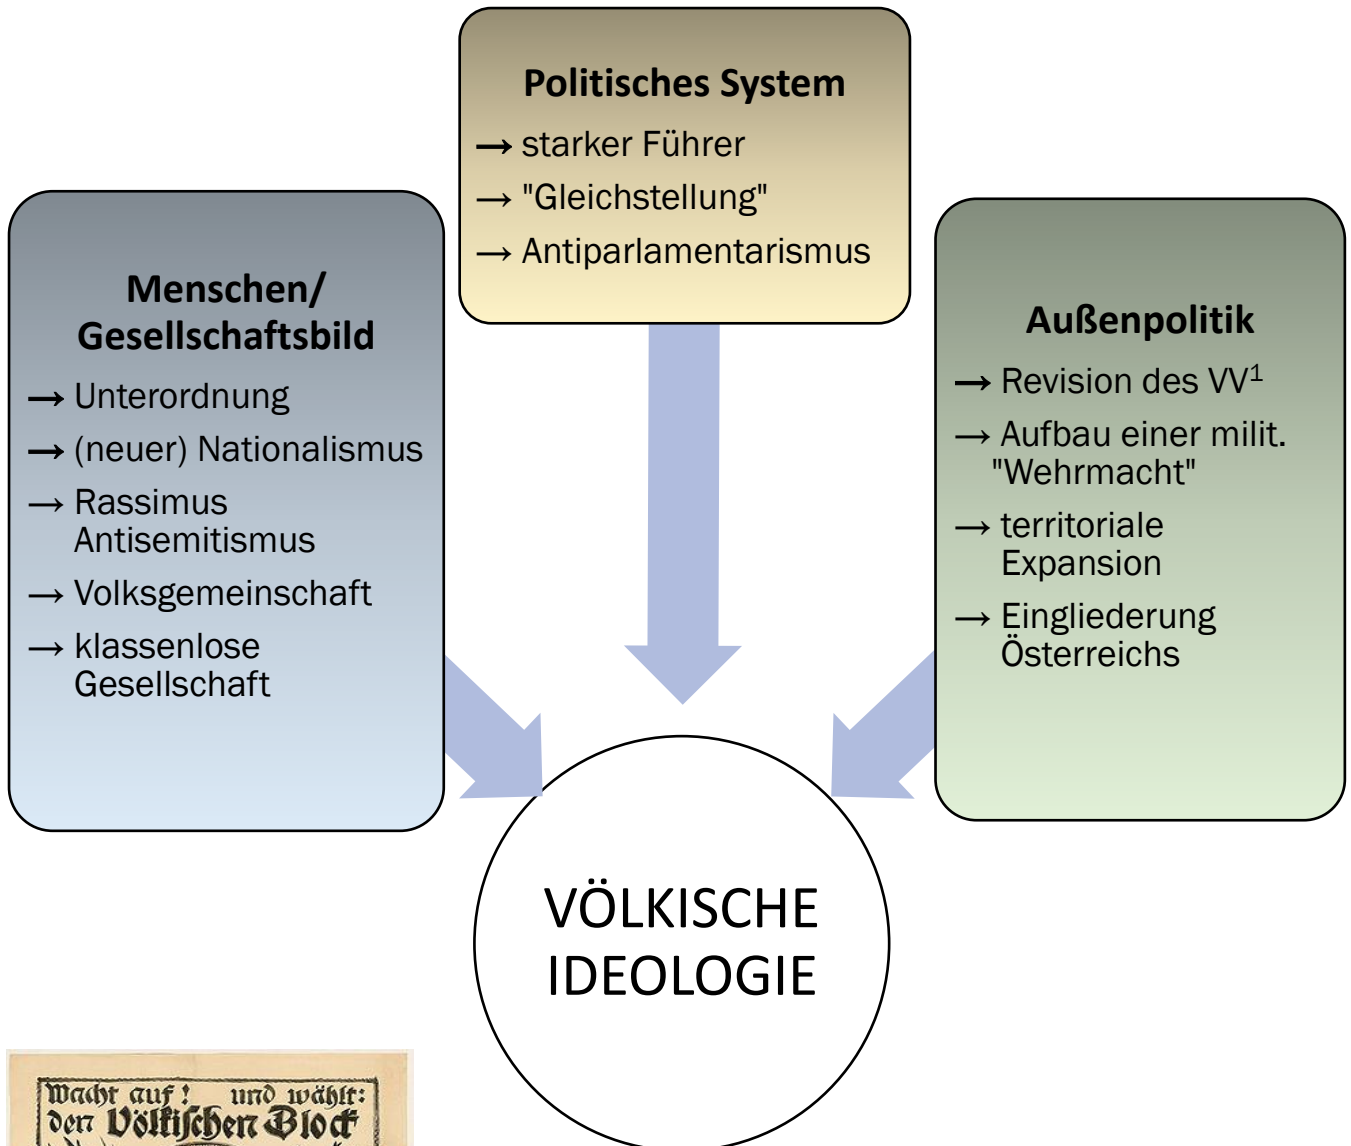 Politisches System
→ starker Führer
→ "Gleichstellung"
→ Antiparlamentarismus
Menschen/
Gesellschaftsbild
→ Unterordnung
→ (neuer) Nationalismus
→ Rassimus
Antisemitismus
→ Volksgemeinschaft
→ klassenlose
Gesellschaft
Außenpolitik
→ Revision des VV¹
→ Aufbau einer milit.
"Wehrmacht"
→ territoriale
Expansion
→ Eingliederung
Österreichs
VÖLKISCHE
IDEOLOGIE
Wacht auf! und wählt:
den Völkischen Block